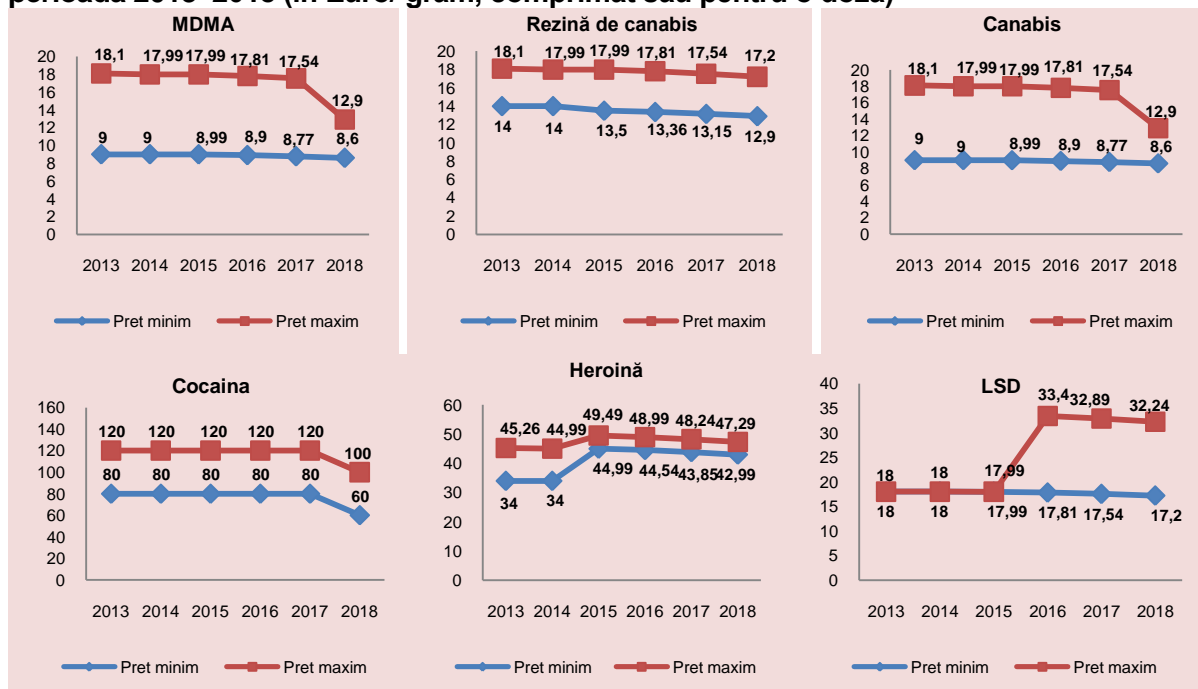 perioada 2013–2018 (în Euro/ gram, comprimat sau pentru o doză)
MDMA
20
18
16
14
12
10
8
6
4
2
0
18,1 17,99 17,99 17,81 17,54 12,9
9 9 8,99 8,9 8,77 8,6
2013 2014 2015 2016 2017 2018
Pret minim Pret maxim
Rezină de canabis
20
18
16
14
12
10
8
6
4
2
0
18,1 17,99 17,99 17,81 17,54 17,2
14 14 13,5 13,36 13,15 12,9
2013 2014 2015 2016 2017 2018
Pret minim Pret maxim
Canabis
20
18
16
14
12
10
8
6
4
2
0
18,1 17,99 17,99 17,81 17,54 12,9
9 9 8,99 8,9 8,77 8,6
2013 2014 2015 2016 2017 2018
Pret minim Pret maxim
Cocaina
160
140
120
100
80
60
40
20
0
120 120 120 120 120 100
80 80 80 80 80 60
2013 2014 2015 2016 2017 2018
Pret minim Pret maxim
Heroină
60
50
40
30
20
10
0
45,26 44,99 49,49 48,99 48,24 47,29
34 34 44,99 44,54 43,85 42,99
2013 2014 2015 2016 2017 2018
Pret minim Pret maxim
LSD
40
35
30
25
20
15
10
5
0
18 18 17,99 33,4 32,89 32,24
18 18 17,99 17,81 17,54 17,2
2013 2014 2015 2016 2017 2018
Pret minim Pret maxim